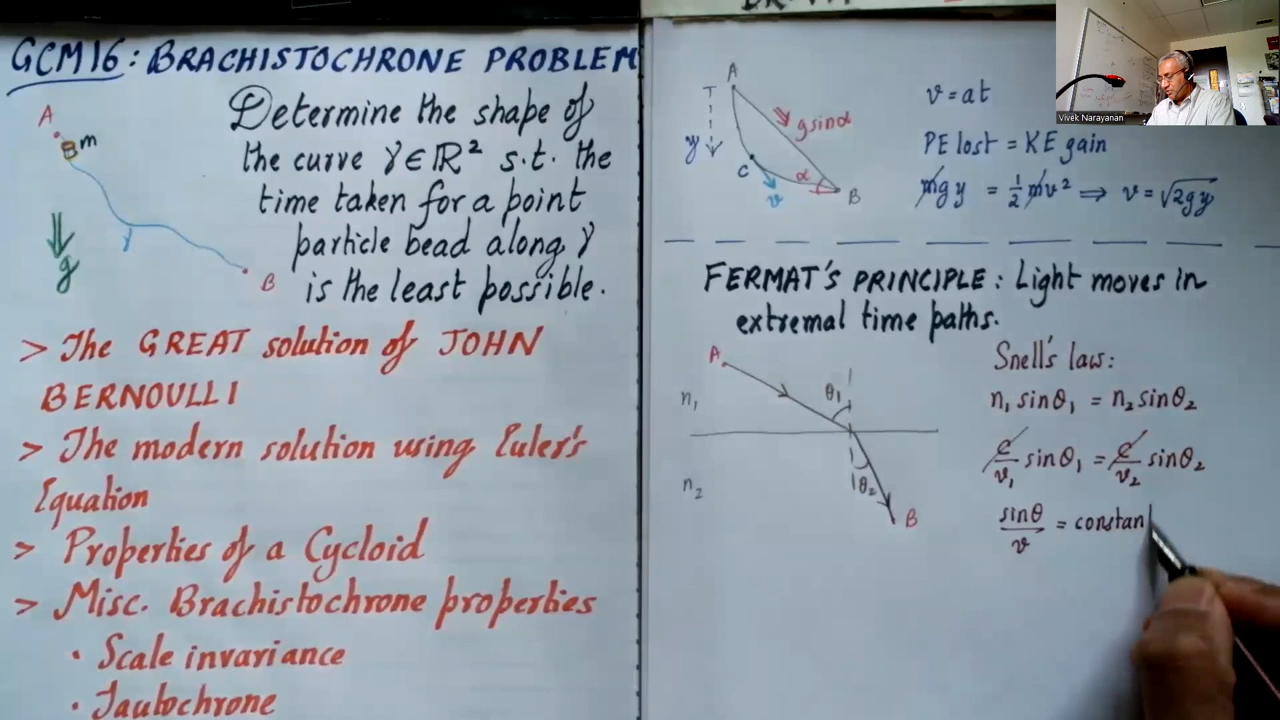 GCM16: BRACHISTOCHRONE PROBLEM
A
m
g
γ
B
Determine the shape of
the curve γ∈ℝ² s.t. the
time taken for a point
particle bead along γ
is the least possible.
> The GREAT solution of JOHN
BERNOULLI
> The modern solution using Euler's
Equation
> Properties of a Cycloid
> Misc. Brachistochrone properties
· Scale invariance
· Tautochrone
A
y
g sinα
C
α
v
B
v = at
PE lost = KE gain
mgy = 1/2 mv² ⟹ v = √2gy
FERMAT'S PRINCIPLE: Light moves in
extremal time paths.
A
n₁
θ₁
n₂
θ₂
B
Snell's law:
n₁ sinθ₁ = n₂ sinθ₂
c/v₁ sinθ₁ = c/v₂ sinθ₂
sinθ/v = constan
Vivek Narayanan